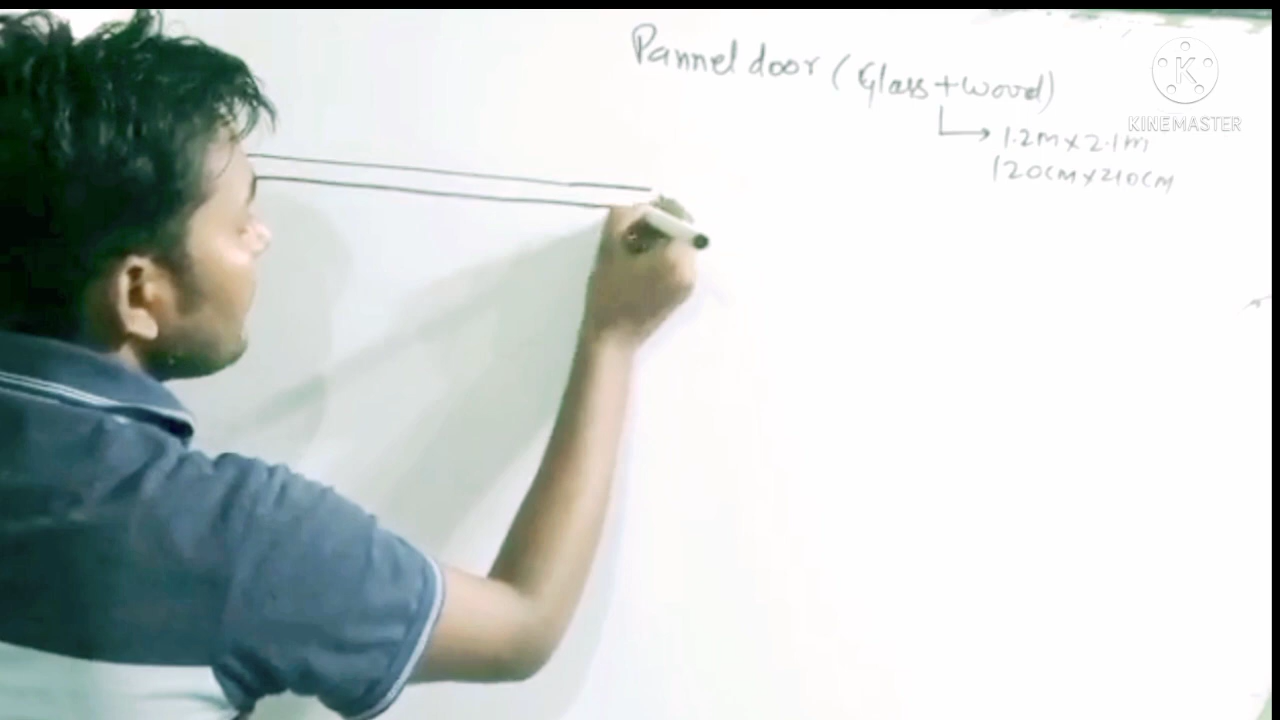 Pannel door (Glass+wood)
1.2m x 2.1m
120cm x 210cm
K
KINEMASTER